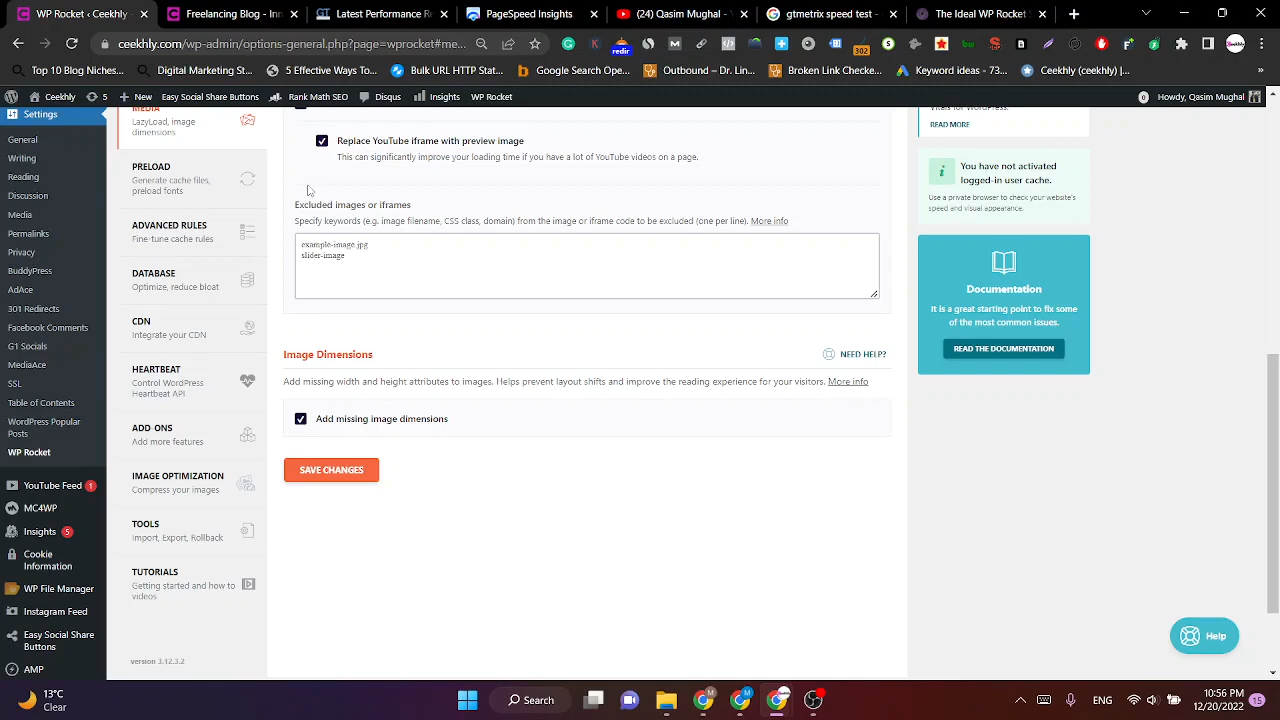 WP Rocket ‹ Ceekhly -
Freelancing Blog - Inn
Latest Performance Re
PageSpeed Insights
(24) Qasim Mughal - Y
gtmetrix speed test -
The Ideal WP Rocket
ceekhly.com/wp-admin/options-general.php?page=wprocket#me...
redir
302
Top 10 Blog Niches...
Digital Marketing Str...
5 Effective Ways To...
Bulk URL HTTP Stat...
Google Search Ope...
Outbound – Dr. Lin...
Broken Link Checke...
Keyword - 73...
Ceekhly (@ceekhly)...
Ceekhly
5
New
Easy Social Share Buttons
Rank Math SEO
Disqus
Insights
WP Rocket
0
Howdy, Qasim Mughal
Settings
General
Writing
Reading
Discussion
Media
Permalinks
Privacy
BuddyPress
AdAce
301 Redirects
Facebook Comments
G1 Socials
Media Ace
SSL
Table of Contents
WordPress Popular
Posts
WP Rocket
YouTube Feed 1
MC4WP
Insights 5
Cookie
Information
WP File Manager
Instagram Feed
Easy Social Share
Buttons
AMP
MEDIA
LazyLoad, image
dimensions
PRELOAD
Generate cache files,
preload fonts
ADVANCED RULES
Fine-tune cache rules
DATABASE
Optimize, reduce bloat
CDN
Integrate your CDN
HEARTBEAT
Control WordPress
Heartbeat API
ADD-ONS
Add more features
IMAGE OPTIMIZATION
Compress your images
TOOLS
Import, Export, Rollback
TUTORIALS
Getting started and how to
videos
version 3.12.3.2
Replace YouTube iframe with preview image
This can significantly improve your loading time if you have a lot of YouTube videos on a page.
Excluded images or iframes
Specify keywords (e.g. image filename, CSS class, domain) from the image or iframe code to be excluded (one per line). More info
example-image.jpg
slider-image
Image Dimensions
NEED HELP?
Add missing width and height attributes to images. Helps prevent layout shifts and improve the reading experience for your visitors. More info
Add missing image dimensions
SAVE CHANGES
Vitals for WordPress.
READ MORE
You have not activated
logged-in user cache.
Use a private browser to check your website's
speed and visual appearance.
Documentation
It is a great starting point to fix some
of the most common issues.
READ THE DOCUMENTATION
Help
13°C
Clear
Search
ENG
10:56 PM
12/20/2022
15